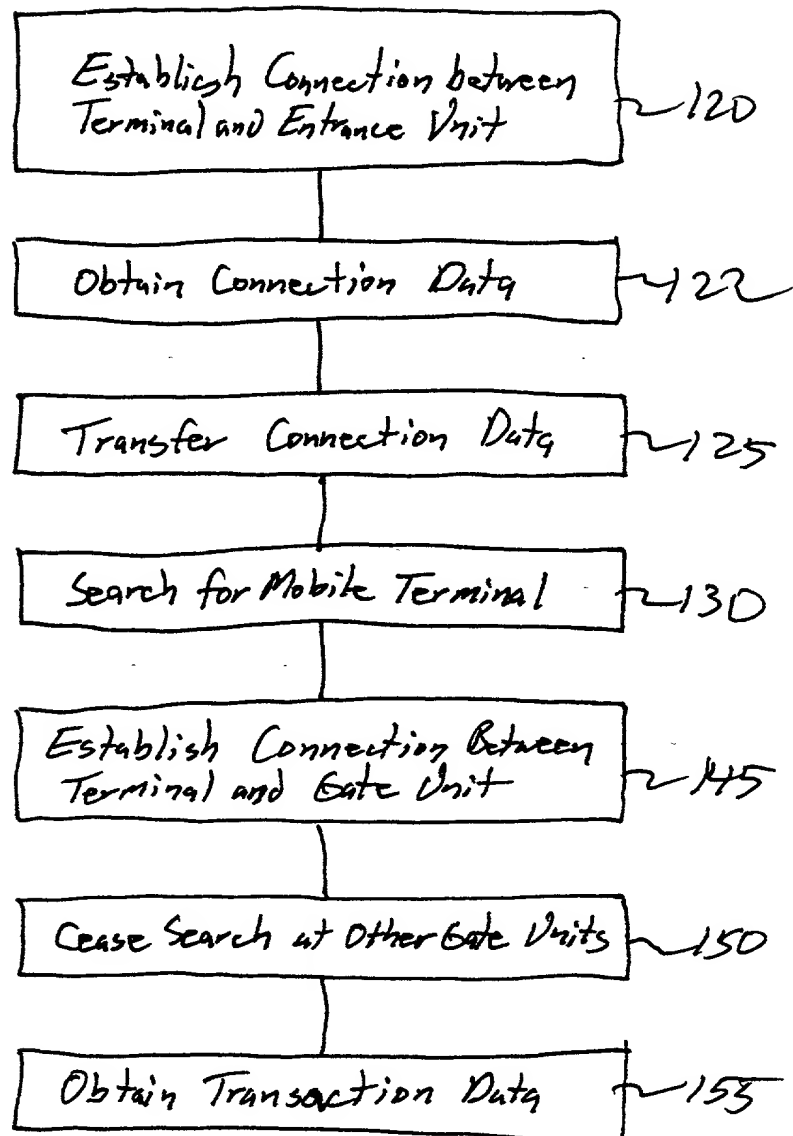 Establish Connection between
Terminal and Entrance Unit
120
Obtain Connection Data
122
Transfer Connection Data
125
Search for Mobile Terminal
130
Establish Connection Between
Terminal and Gate Unit
145
Cease Search at Other Gate Units
150
Obtain Transaction Data
155